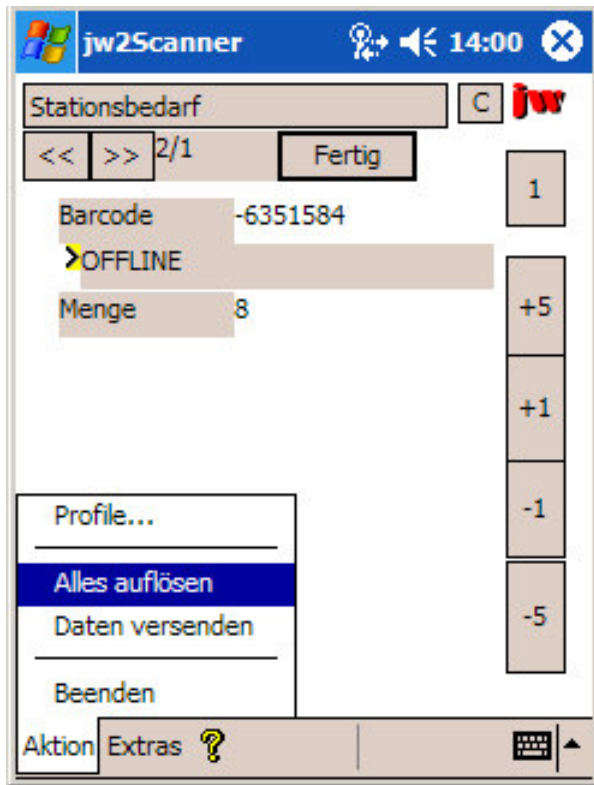 jw2Scanner 14:00
Stationsbedarf C jw
<< >> 2/1 Fertig
1
Barcode -6351584
>OFFLINE
Menge 8
+5
+1
-1
-5
Profile...
Alles auflösen
Daten versenden
Beenden
Aktion Extras ?